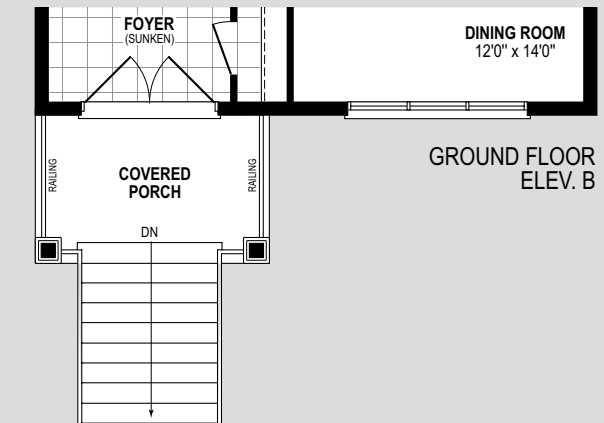 FOYER
(SUNKEN)
DINING ROOM
12'0" x 14'0"
GROUND FLOOR
ELEV. B
RAILING
COVERED
PORCH
RAILING
DN